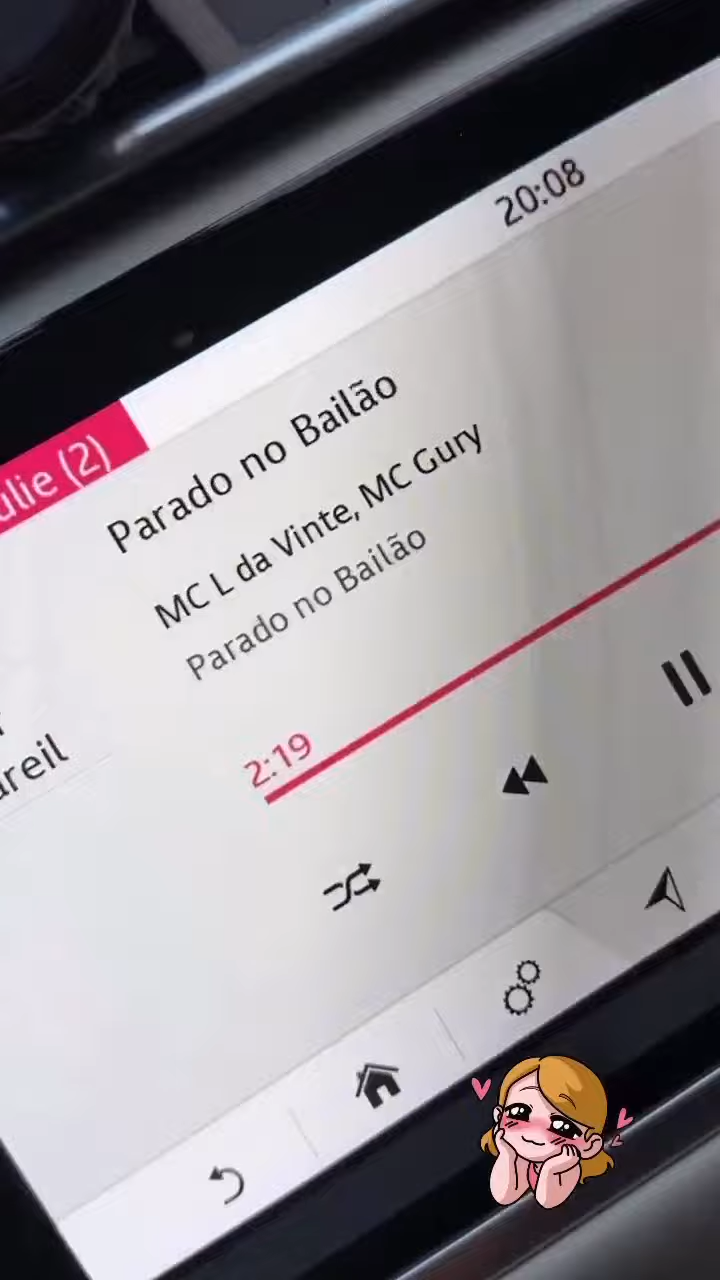 20:08
ulie (2)
Parado no Bailão
MC L da Vinte, MC Gury
Parado no Bailão
areil
2:19